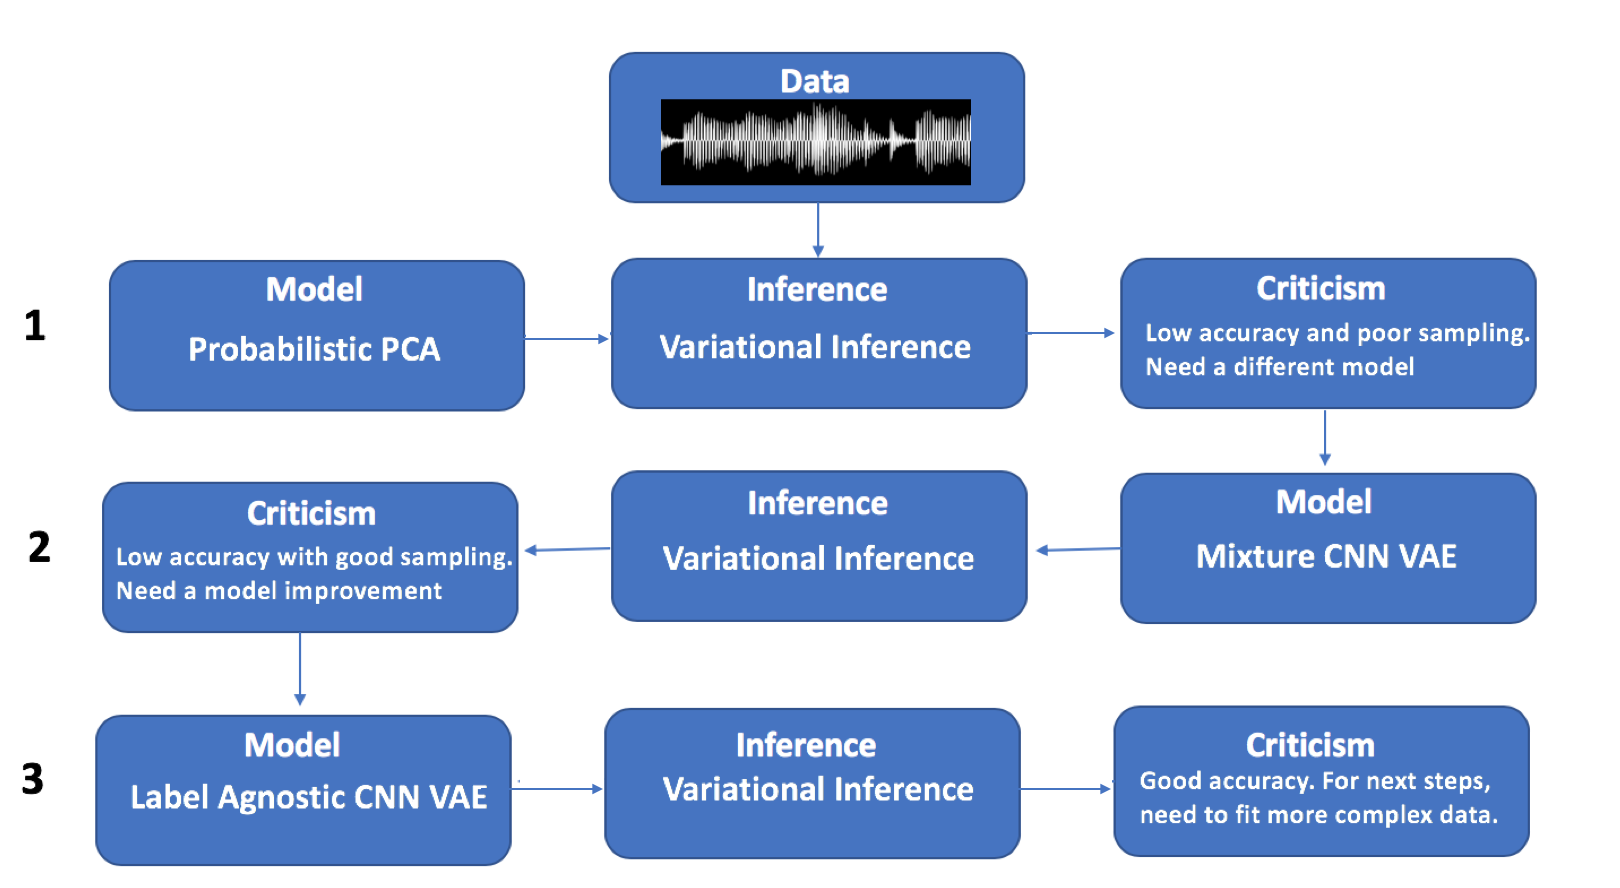 Data
1
Model
Probabilistic PCA
Inference
Variational Inference
Criticism
Low accuracy and poor sampling.
Need a different model
2
Criticism
Low accuracy with good sampling.
Need a model improvement
Inference
Variational Inference
Model
Mixture CNN VAE
3
Model
Label Agnostic CNN VAE
Inference
Variational Inference
Criticism
Good accuracy. For next steps,
need to fit more complex data.